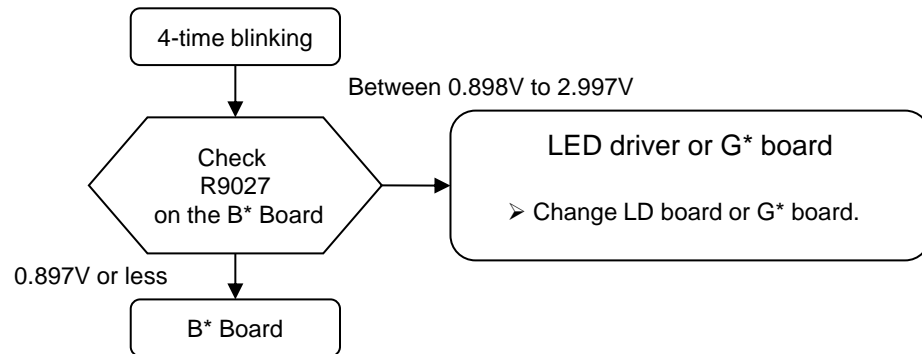 4-time blinking
Between 0.898V to 2.997V
Check
R9027
on the B* Board
LED driver or G* board
➢ Change LD board or G* board.
0.897V or less
B* Board